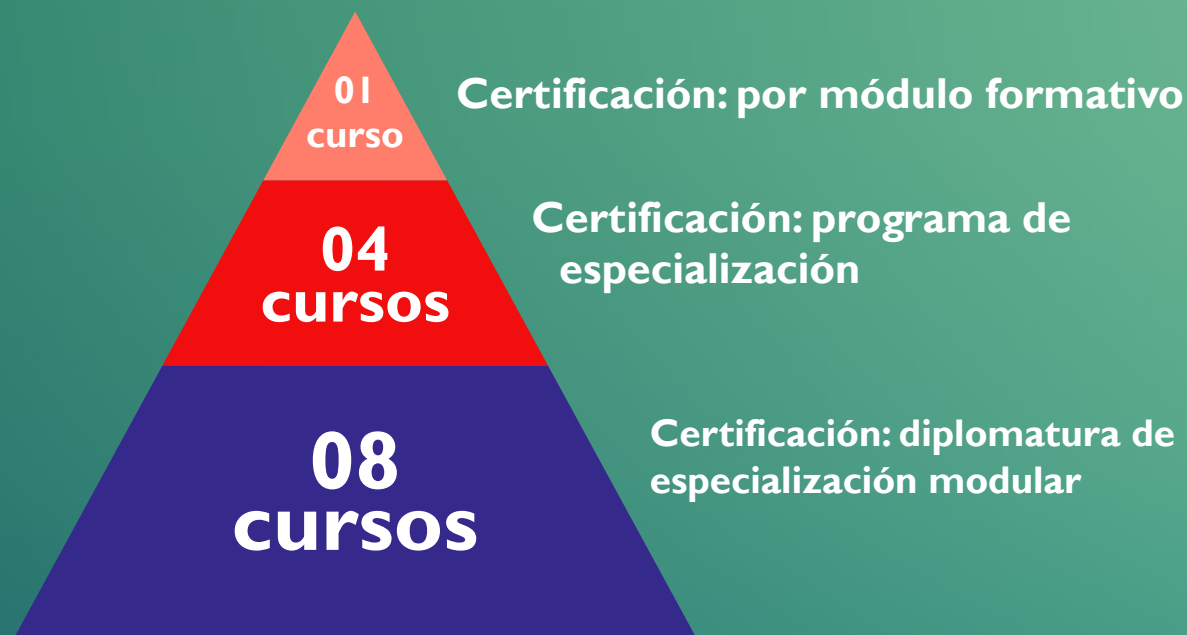 01
curso
Certificación: por módulo formativo
04
cursos
Certificación: programa de
especialización
08
cursos
Certificación: diplomatura de
especialización modular